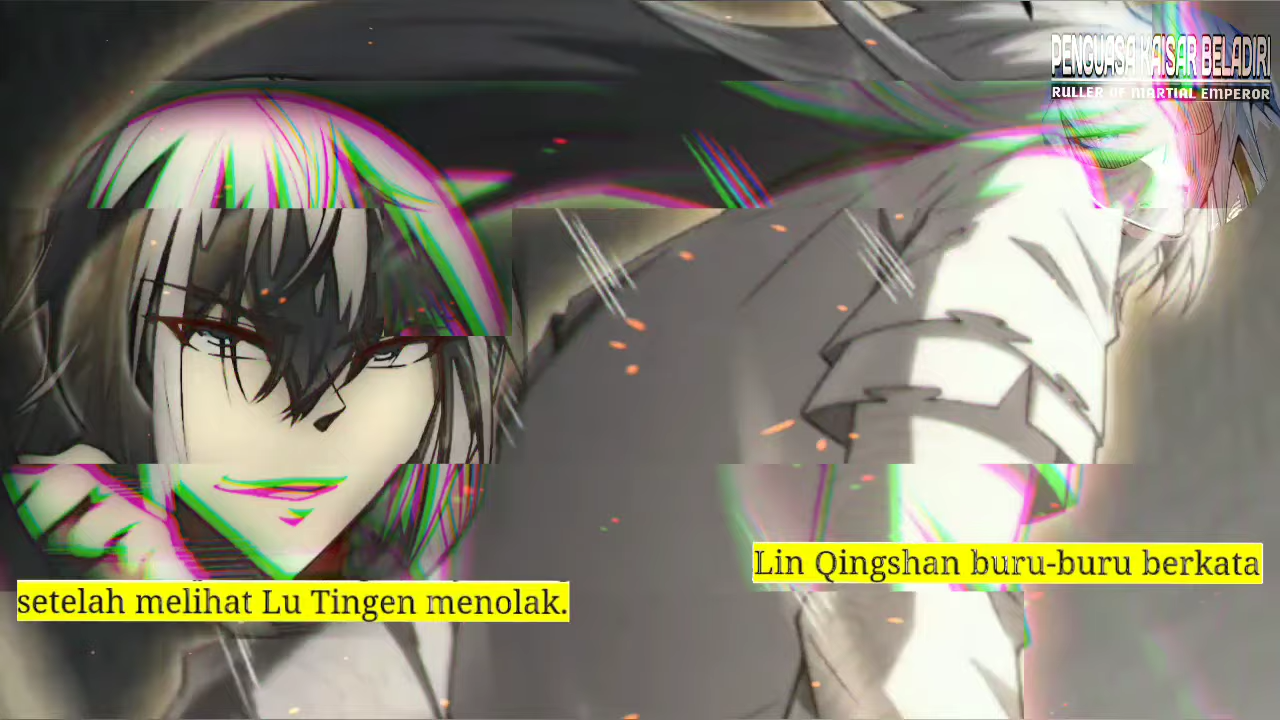 PENGUASA KAISAR BELADIRI
RULLER OF MARTIAL EMPEROR
Lin Qingshan buru-buru berkata
setelah melihat Lu Tingen menolak.